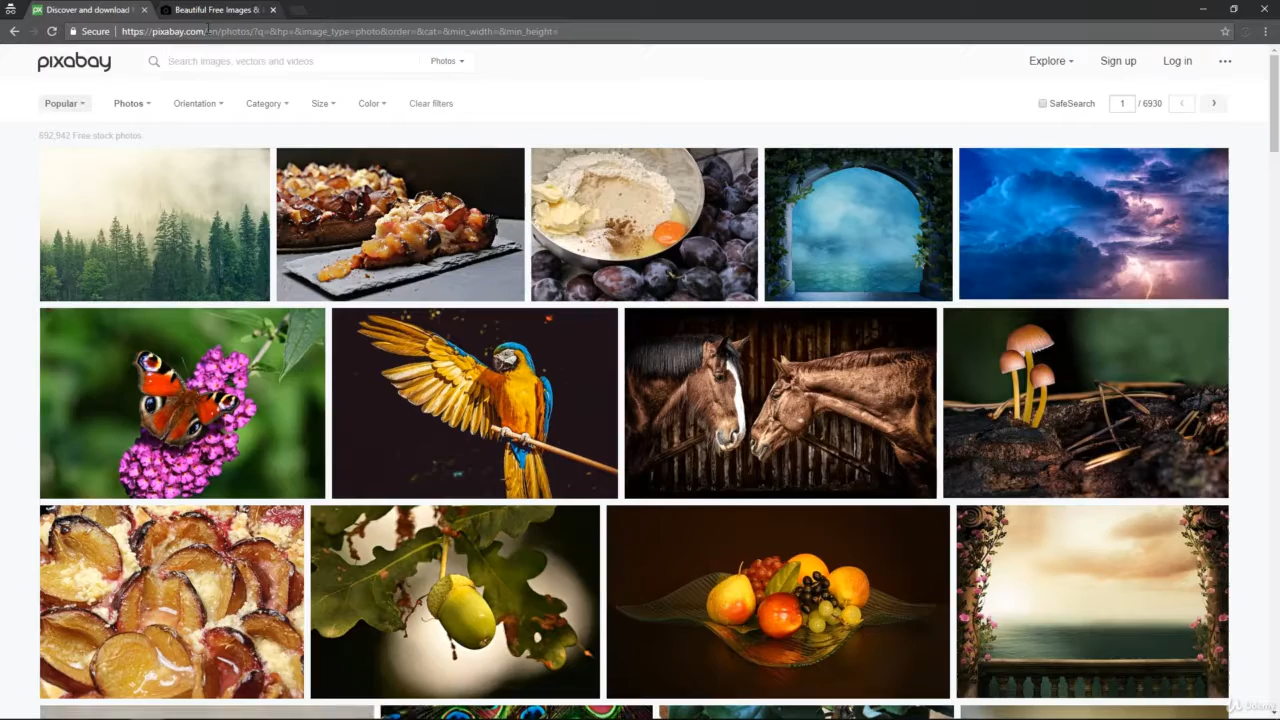 Discover and download
Beautiful Free Images &
Secure
https://pixabay.com/en/photos/?q=&hp=&image_type=photo&order=&cat=&min_width=&min_height=
pixabay
Search images, vectors and videos
Photos
Explore
Sign up
Log in
Popular
Photos
Orientation
Category
Size
Color
Clear filters
SafeSearch
1
/ 6930
692,942 Free stock photos.
Udemy